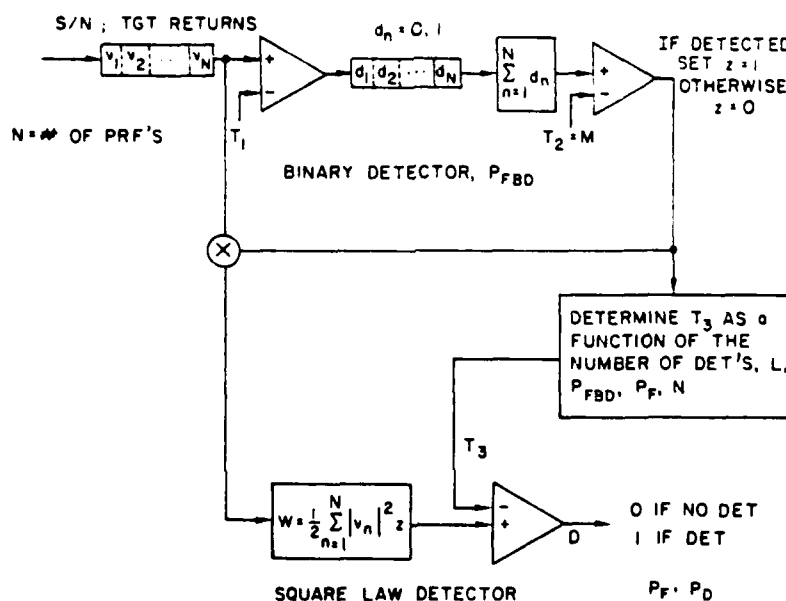 S/N ; TGT RETURNS
v1 v2 ··· vN
+
−
T1
dn = 0, 1
d1 d2 ··· dN
N
∑ dn
n=1
+
−
T2 = M
IF DETECTED
SET z = 1
OTHERWISE
z = 0
N = # OF PRF'S
BINARY DETECTOR, PFBD
×
DETERMINE T3 AS a
FUNCTION OF THE
NUMBER OF DET'S, L,
PFBD, PF, N
T3
W = 1/2 ∑ n=1 N |vn|² z
−
+
D
0 IF NO DET
1 IF DET
SQUARE LAW DETECTOR
PF, PD